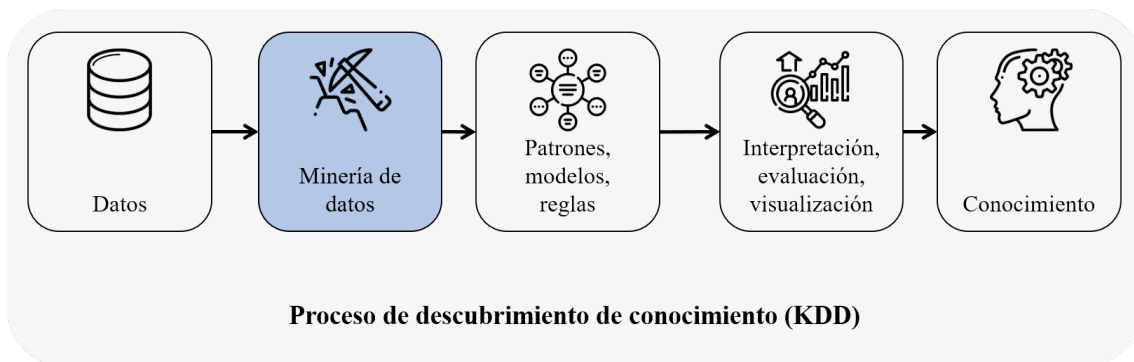 Datos
Minería de
datos
Patrones,
modelos,
reglas
Interpretación,
evaluación,
visualización
Conocimiento
Proceso de descubrimiento de conocimiento (KDD)